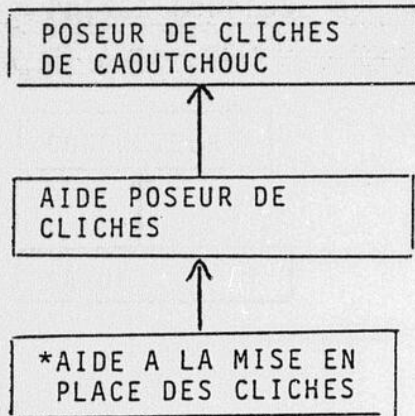 POSEUR DE CLICHES
DE CAOUTCHOUC
AIDE POSEUR DE
CLICHES
*AIDE A LA MISE EN
PLACE DES CLICHES